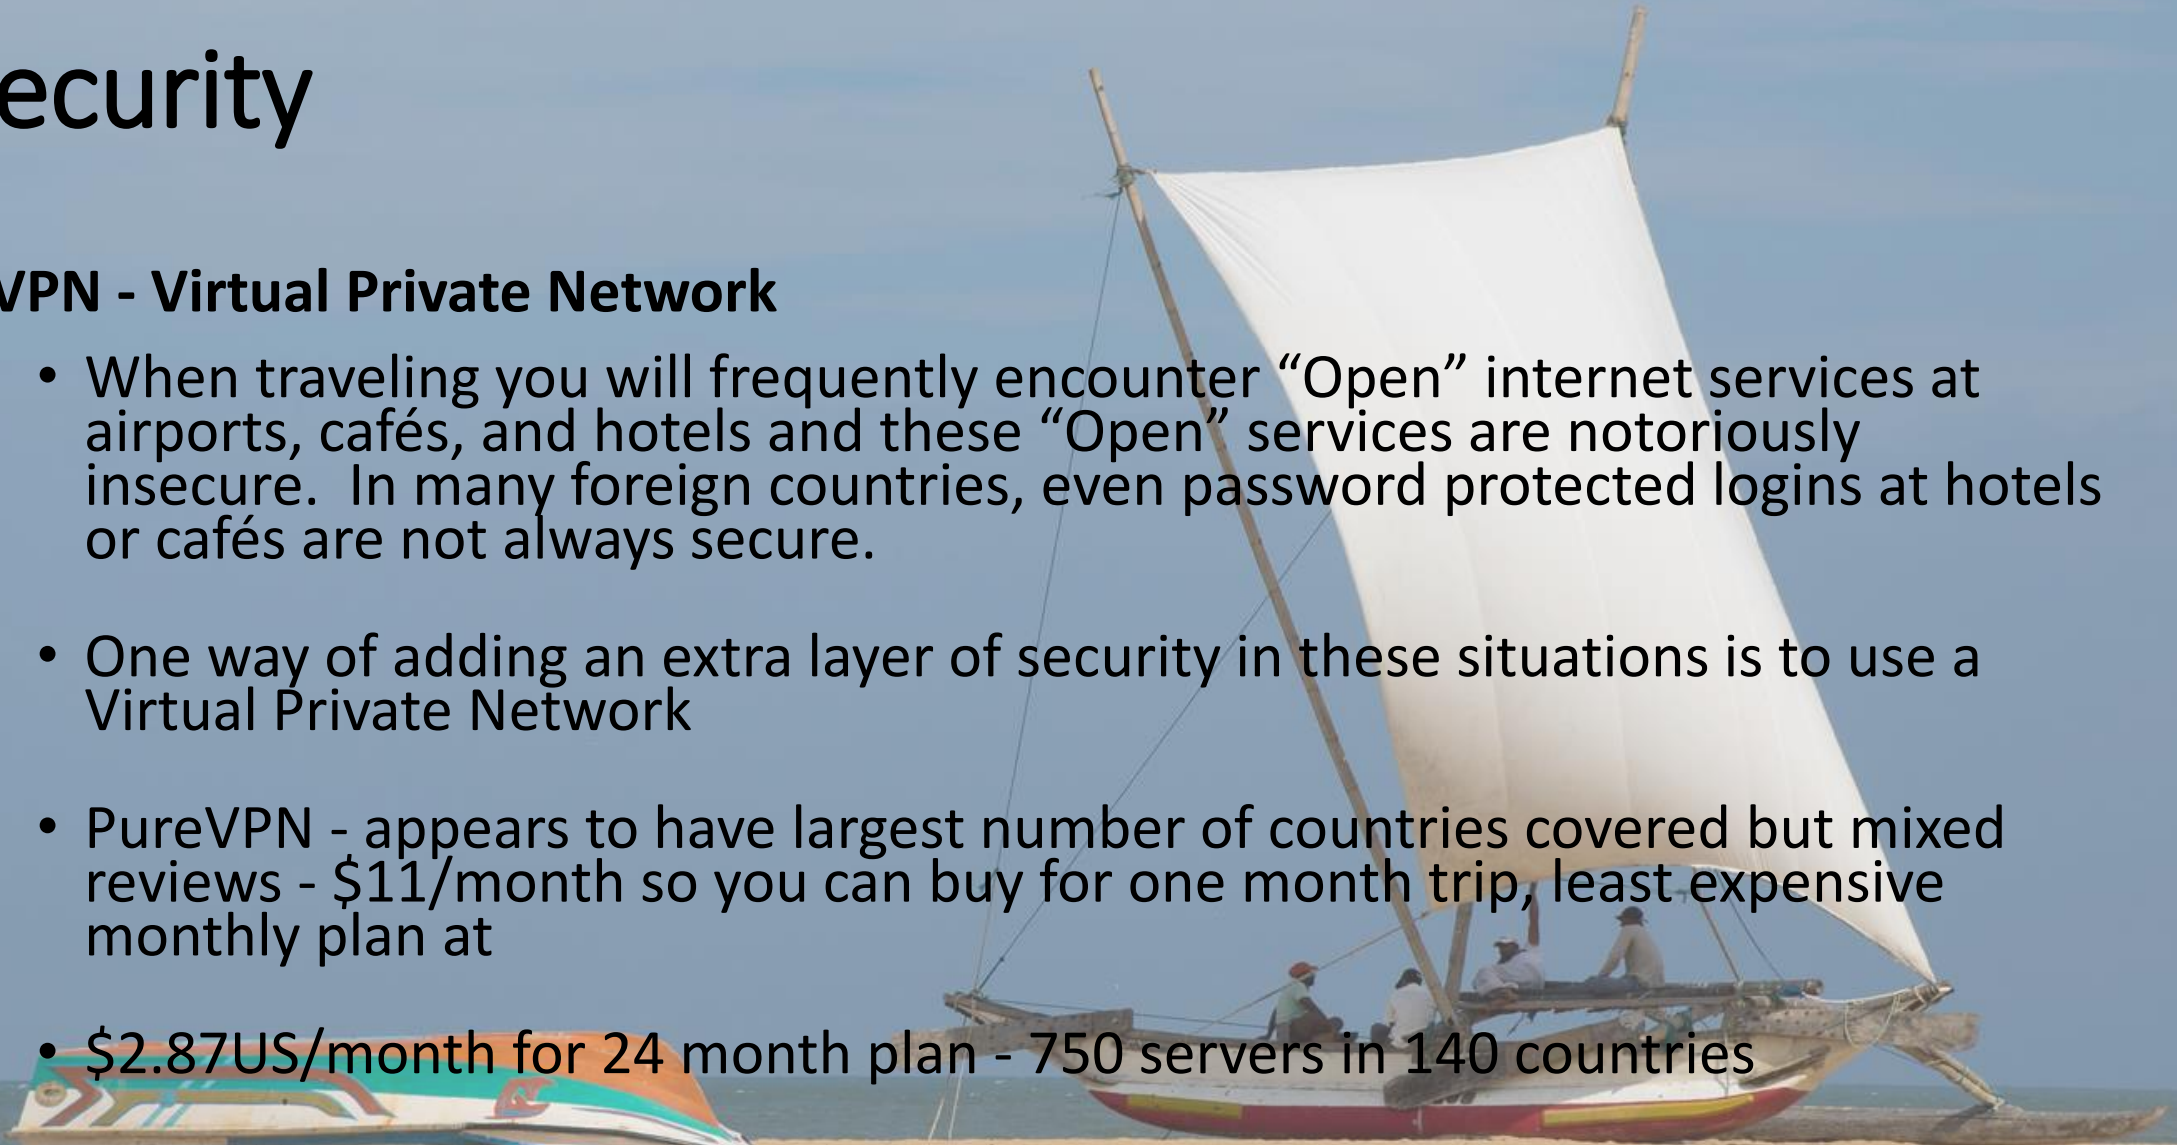 ecurity
VPN - Virtual Private Network
• When traveling you will frequently encounter “Open” internet services at
airports, cafés, and hotels and these “Open” services are notoriously
insecure.  In many foreign countries, even password protected logins at hotels
or cafés are not always secure.
• One way of adding an extra layer of security in these situations is to use a
Virtual Private Network
• PureVPN - appears to have largest number of countries covered but mixed
reviews - $11/month so you can buy for one month trip, least expensive
monthly plan at
• $2.87US/month for 24 month plan - 750 servers in 140 countries